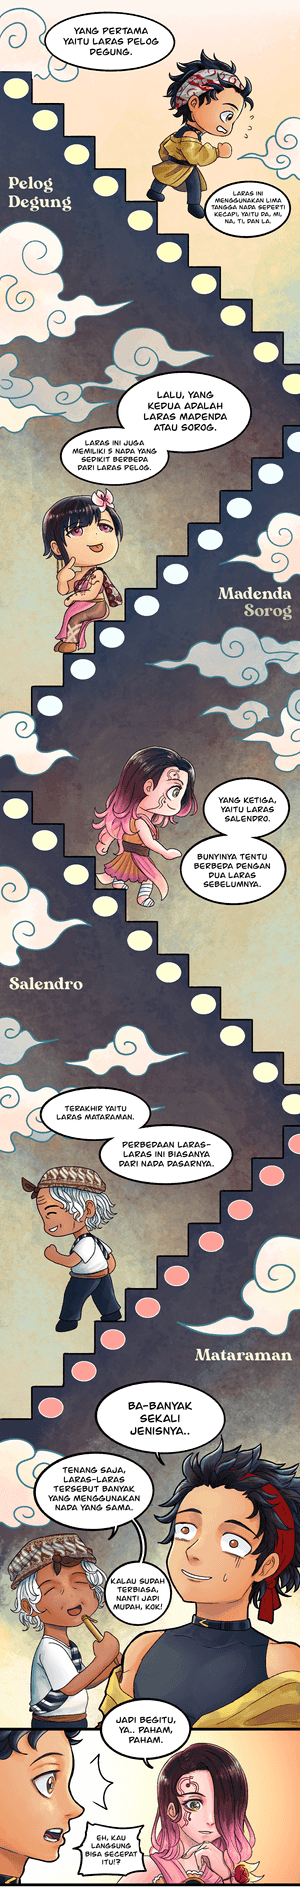 YANG PERTAMA
YAITU LARAS PELOG
DEGUNG.
Pelog
Degung
LARAS INI
MENGGUNAKAN LIMA
TANGGA NADA SEPERTI
KECAPI, YAITU DA, MI,
NA, TI, DAN LA.
LALU, YANG
KEDUA ADALAH
LARAS MADENDA
ATAU SOROG.
LARAS INI JUGA
MEMILIKI 5 NADA YANG
SEDIKIT BERBEDA
DARI LARAS PELOG.
Madenda
Sorog
YANG KETIGA,
YAITU LARAS
SALENDRO.
BUNYINYA TENTU
BERBEDA DENGAN
DUA LARAS
SEBELUMNYA.
Salendro
TERAKHIR YAITU
LARAS MATARAMAN.
PERBEDAAN LARAS-
LARAS INI BIASANYA
DARI NADA DASARNYA.
Mataraman
BA-BANYAK
SEKALI
JENISNYA..
TENANG SAJA,
LARAS-LARAS
TERSEBUT BANYAK
YANG MENGGUNAKAN
NADA YANG SAMA.
KALAU SUDAH
TERBIASA,
NANTI JADI
MUDAH, KOK!
JADI BEGITU,
YA.. PAHAM,
PAHAM.
EH, KAU
LANGSUNG
BISA SECEPAT
ITU!?